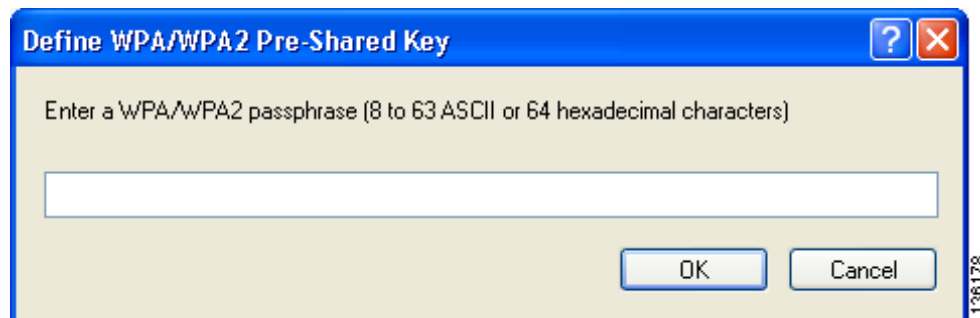 Define WPA/WPA2 Pre-Shared Key
Enter a WPA/WPA2 passphrase (8 to 63 ASCII or 64 hexadecimal characters)
OK
Cancel
136178